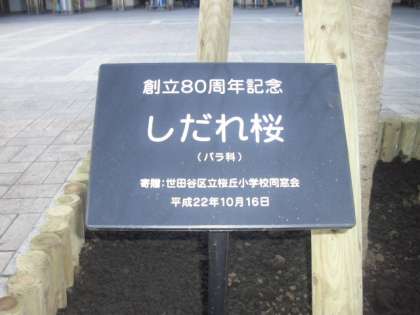 創立80周年記念
しだれ桜
(バラ科)
寄贈:世田谷区立桜丘小学校同窓会
平成22年10月16日